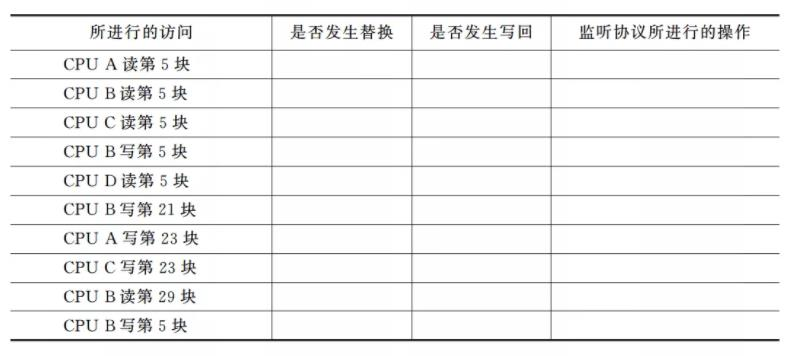 所进行的访问 是否发生替换 是否发生写回 监听协议所进行的操作
CPU A 读第 5 块
CPU B 读第 5 块
CPU C 读第 5 块
CPU B 写第 5 块
CPU D 读第 5 块
CPU B 写第 21 块
CPU A 写第 23 块
CPU C 写第 23 块
CPU B 读第 29 块
CPU B 写第 5 块